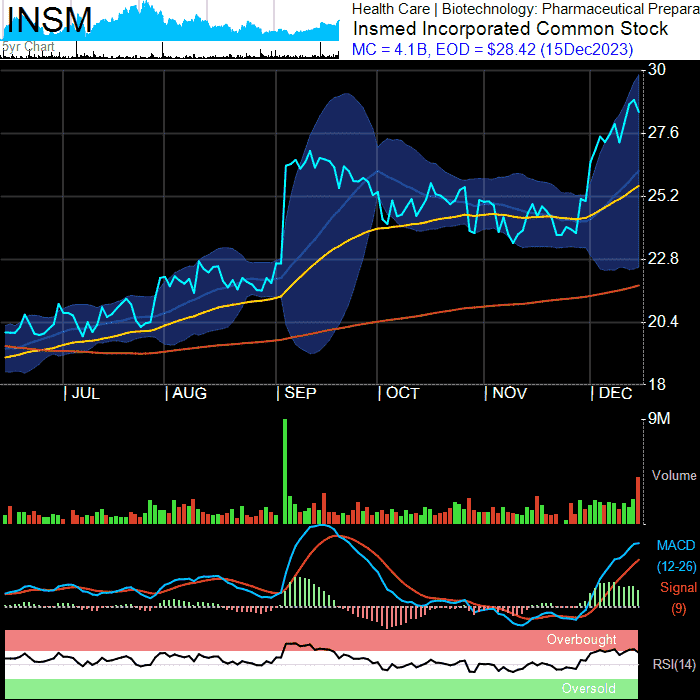 INSM
5yr Chart
Health Care | Biotechnology: Pharmaceutical Prepara
Insmed Incorporated Common Stock
MC = 4.1B, EOD = $28.42 (15Dec2023)
30
27.6
25.2
22.8
20.4
18
| JUL | AUG | SEP | OCT | NOV | DEC
9M
Volume
MACD
(12-26)
Signal
(9)
Overbought
RSI(14)
Oversold